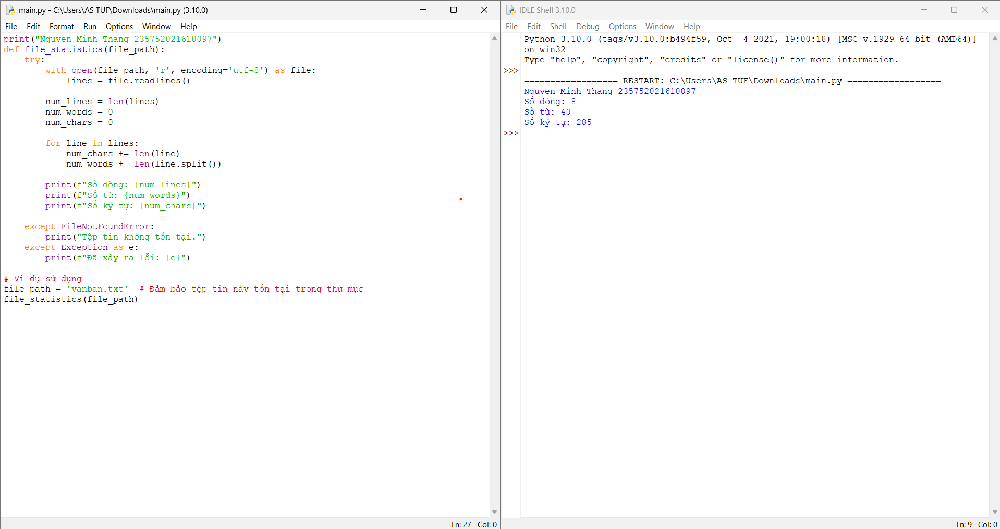 main.py - C:\Users\AS TUF\Downloads\main.py (3.10.0)
File Edit Format Run Options Window Help
print("Nguyen Minh Thang 235752021610097")
def file_statistics(file_path):
    try:
        with open(file_path, 'r', encoding='utf-8') as file:
            lines = file.readlines()

        num_lines = len(lines)
        num_words = 0
        num_chars = 0

        for line in lines:
            num_chars += len(line)
            num_words += len(line.split())

        print(f"Số dòng: {num_lines}")
        print(f"Số từ: {num_words}")
        print(f"Số ký tự: {num_chars}")

    except FileNotFoundError:
        print("Tệp tin không tồn tại.")
    except Exception as e:
        print(f"Đã xảy ra lỗi: {e}")

# Ví dụ sử dụng
file_path = 'vanban.txt'  # Đảm bảo tệp tin này tồn tại trong thư mục
file_statistics(file_path)
Ln: 27 Col: 0
IDLE Shell 3.10.0
File Edit Shell Debug Options Window Help
Python 3.10.0 (tags/v3.10.0:b494f59, Oct  4 2021, 19:00:18) [MSC v.1929 64 bit (AMD64)]
on win32
Type "help", "copyright", "credits" or "license()" for more information.
>>>
================== RESTART: C:\Users\AS TUF\Downloads\main.py ==================
Nguyen Minh Thang 235752021610097
Số dòng: 8
Số từ: 40
Số ký tự: 285
>>>
Ln: 9 Col: 0